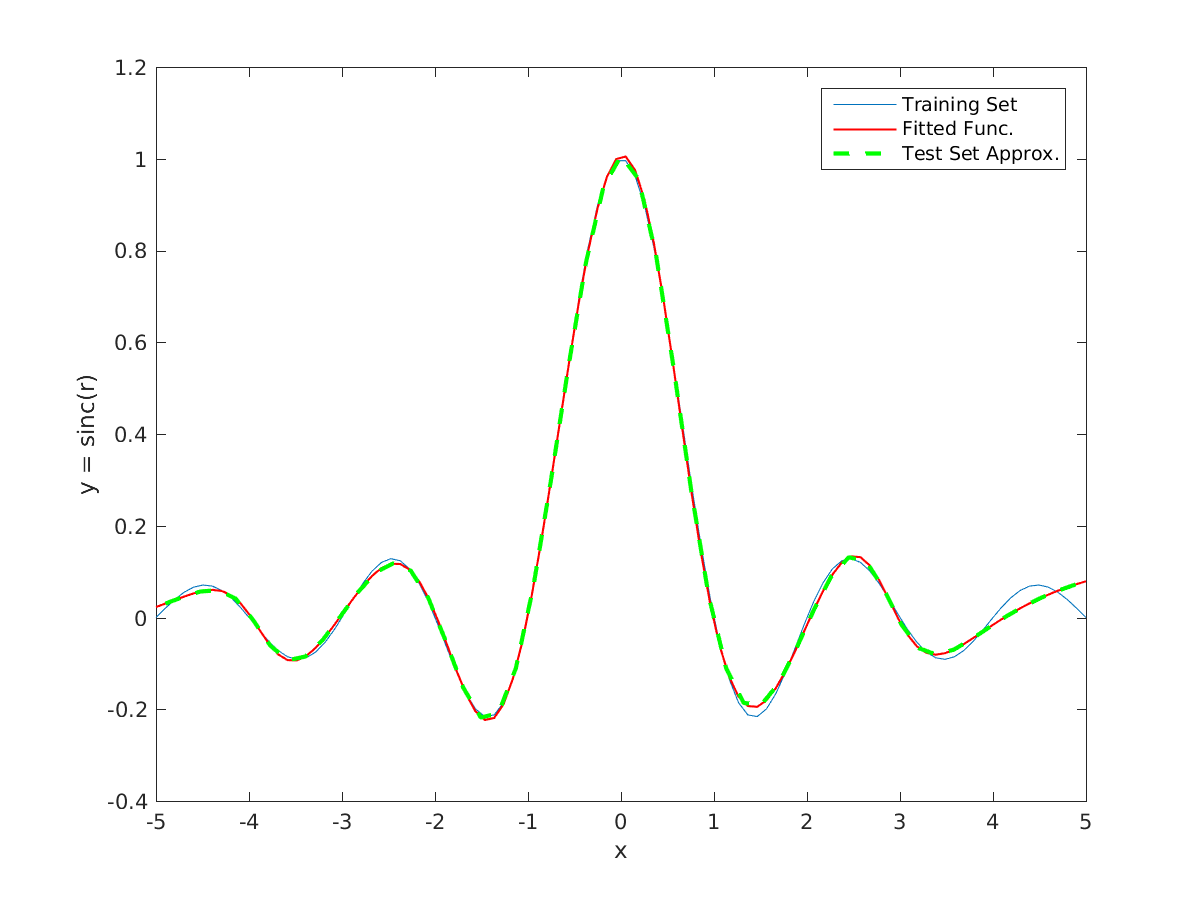 1.2
1
0.8
0.6
0.4
0.2
0
-0.2
-0.4
y = sinc(r)
Training Set
Fitted Func.
Test Set Approx.
-5 -4 -3 -2 -1 0 1 2 3 4 5
x